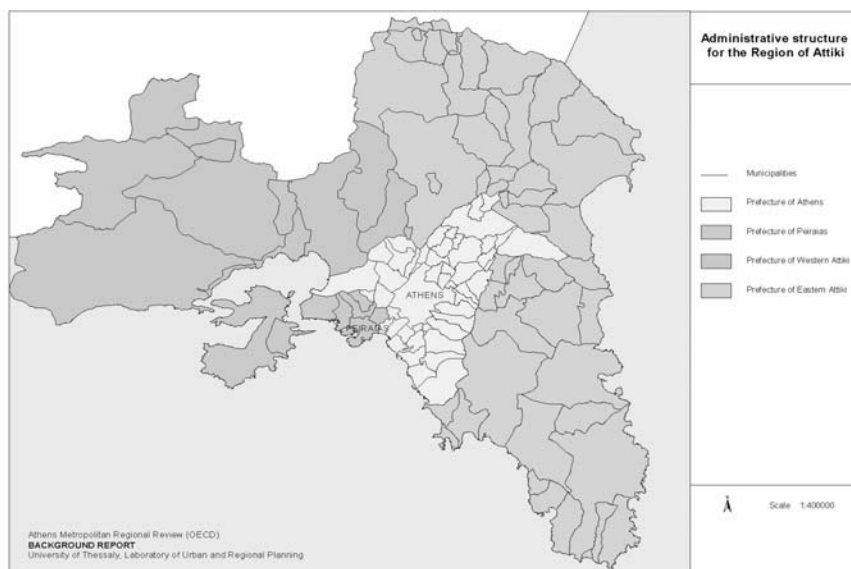 Administrative structure
for the Region of Attiki
Municipalities
Prefecture of Athens
Prefecture of Peiraias
Prefecture of Western Attiki
Prefecture of Eastern Attiki
ATHENS
PEIRAIAS
Scale 1:400000
Athens Metropolitan Regional Review (OECD)
BACKGROUND REPORT
University of Thessaly, Laboratory of Urban and Regional Planning